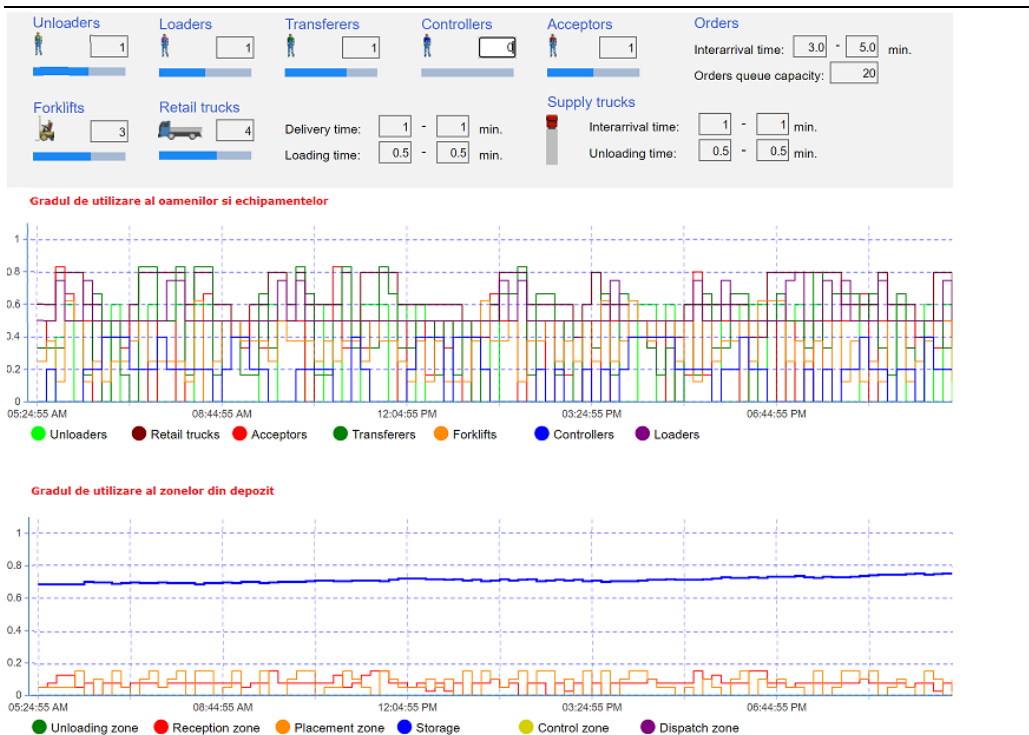 Unloaders Loaders Transferers Controllers Acceptors Orders
1 1 1 0 1 Interarrival time: 3.0 - 5.0 min.
Orders queue capacity: 20
Forklifts Retail trucks Supply trucks
3 4 Delivery time: 1 - 1 min. Interarrival time: 1 - 1 min.
Loading time: 0.5 - 0.5 min. Unloading time: 0.5 - 0.5 min.
Gradul de utilizare al oamenilor si echipamentelor
1
0.8
0.6
0.4
0.2
0
05:24:55 AM 08:44:55 AM 12:04:55 PM 03:24:55 PM 06:44:55 PM
Unloaders Retail trucks Acceptors Transferers Forklifts Controllers Loaders
Gradul de utilizare al zonelor din depozit
1
0.8
0.6
0.4
0.2
0
05:24:55 AM 08:44:55 AM 12:04:55 PM 03:24:55 PM 06:44:55 PM
Unloading zone Reception zone Placement zone Storage Control zone Dispatch zone